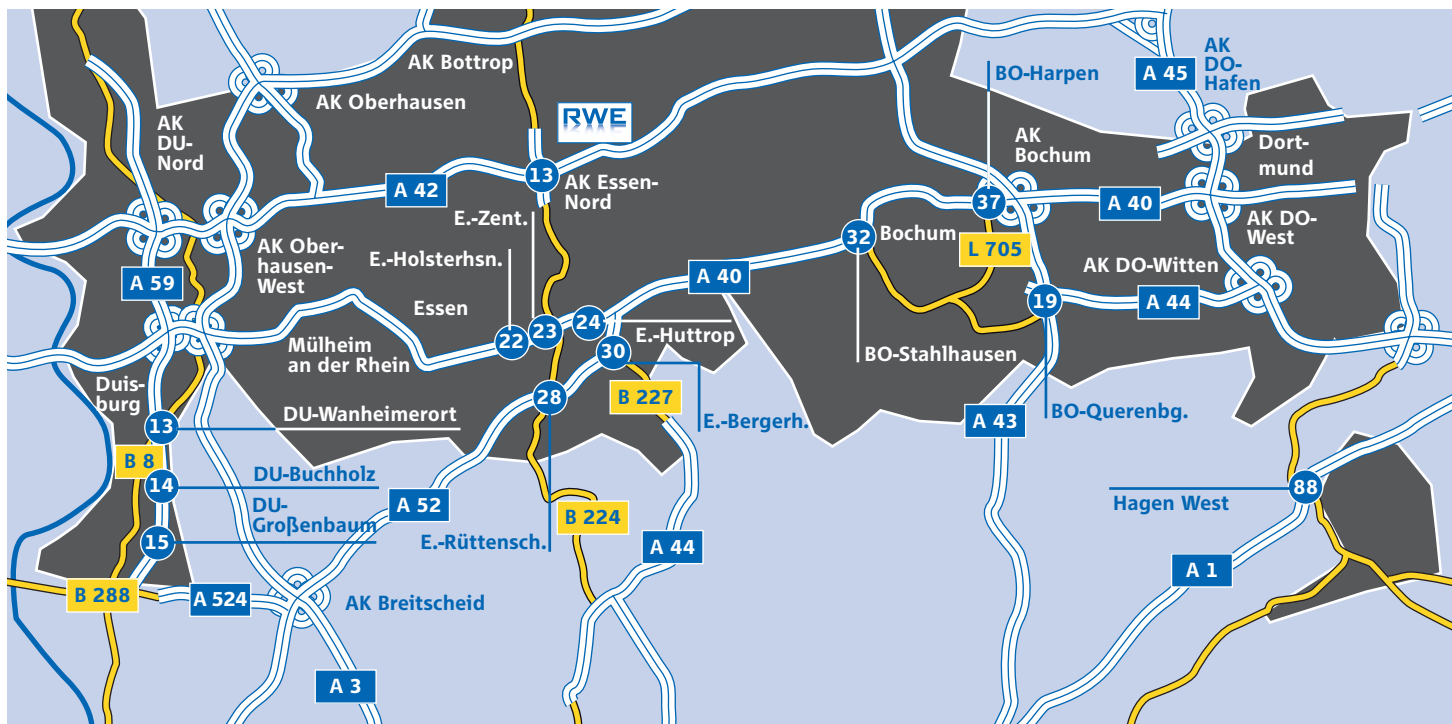 AK
DO-
Hafen
AK Bottrop
A 45
BO-Harpen
AK Oberhausen
RWE
AK
DU-
Nord
AK
Bochum
Dort-
mund
13
AK Essen-
Nord
A 42
37
A 40
E.-Zent.
AK DO-
West
32
Bochum
AK Ober-
hausen-
West
L 705
E.-Holsterhsn.
A 59
A 40
AK DO-Witten
19
A 44
Essen
22
23
24
E.-Huttrop
Mülheim
an der Rhein
30
BO-Stahlhausen
Duis-
burg
28
B 227
13
DU-Wanheimerort
E.-Bergerh.
A 43
BO-Querenbg.
B 8
14
DU-Buchholz
88
Hagen West
A 52
DU-
Großenbaum
B 224
15
E.-Rüttensch.
A 44
A 1
B 288
A 524
AK Breitscheid
A 3